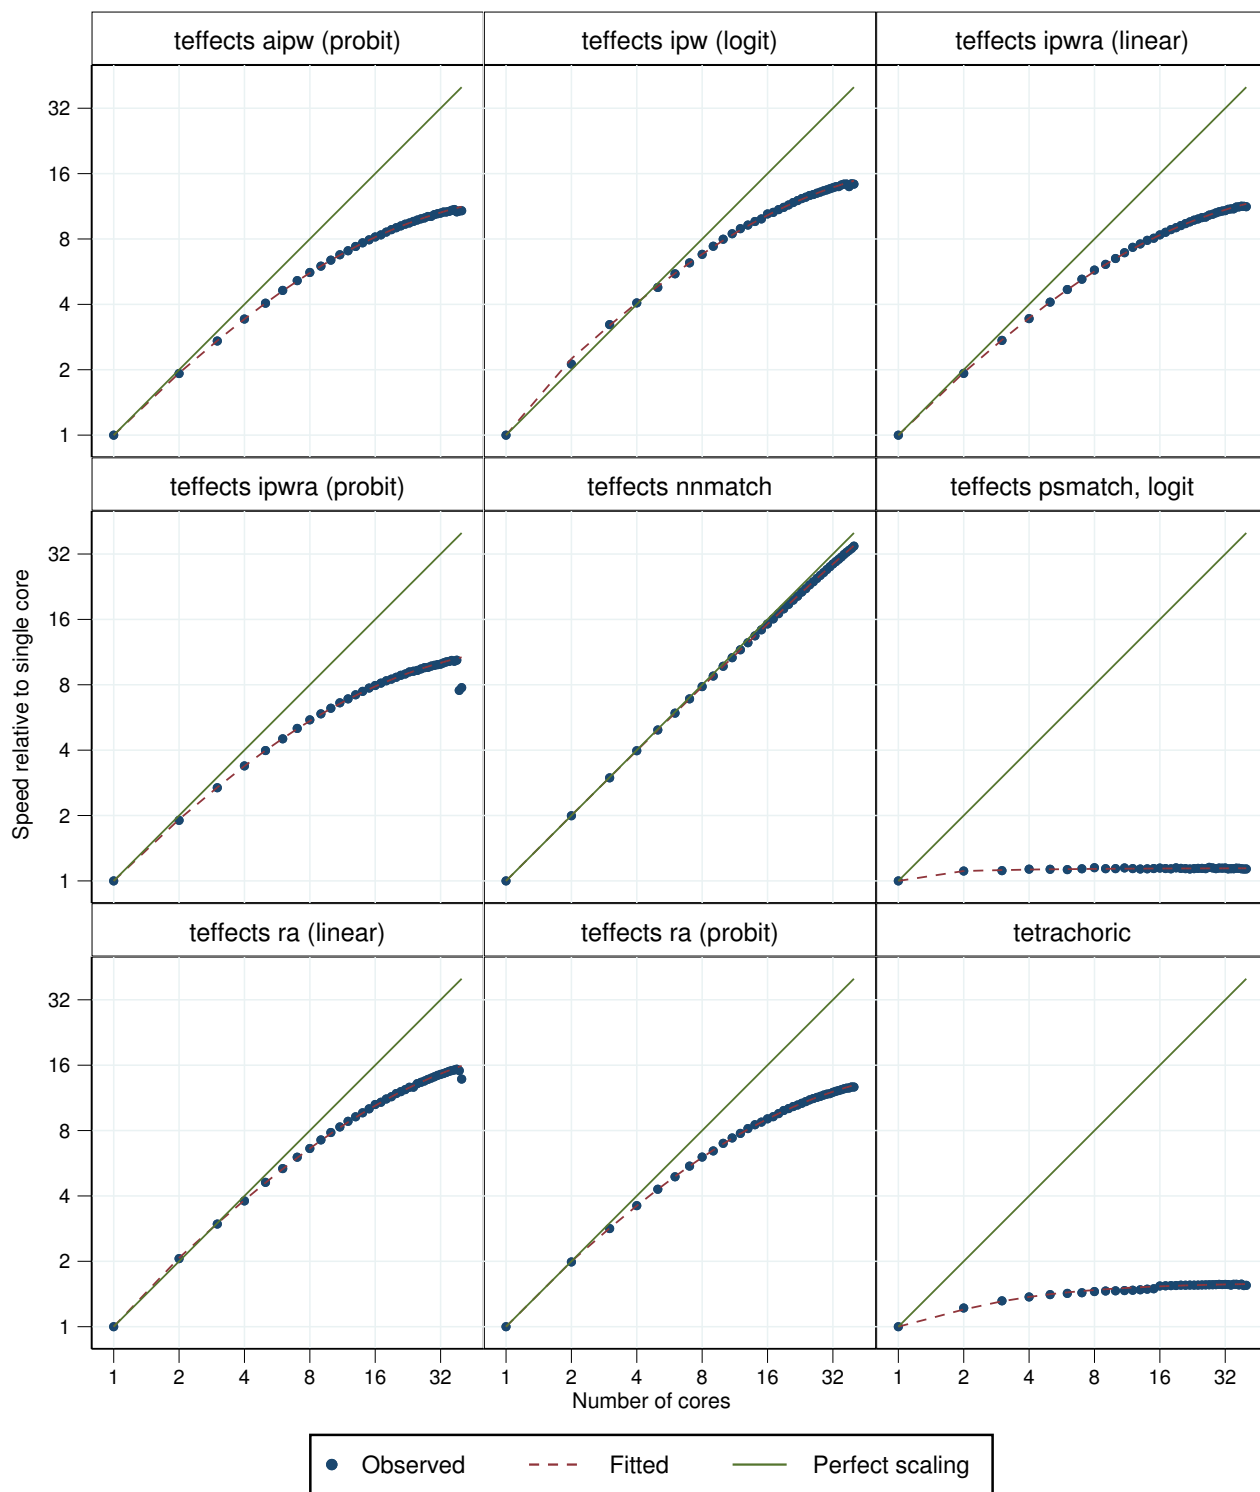 teffects aipw (probit)
teffects ipw (logit)
teffects ipwra (linear)
32
16
8
4
2
1
teffects ipwra (probit)
teffects nnmatch
teffects psmatch, logit
Speed relative to single core
32
16
8
4
2
1
teffects ra (linear)
teffects ra (probit)
tetrachoric
32
16
8
4
2
1
1 2 4 8 16 32
1 2 4 8 16 32
1 2 4 8 16 32
Number of cores
Observed
Fitted
Perfect scaling